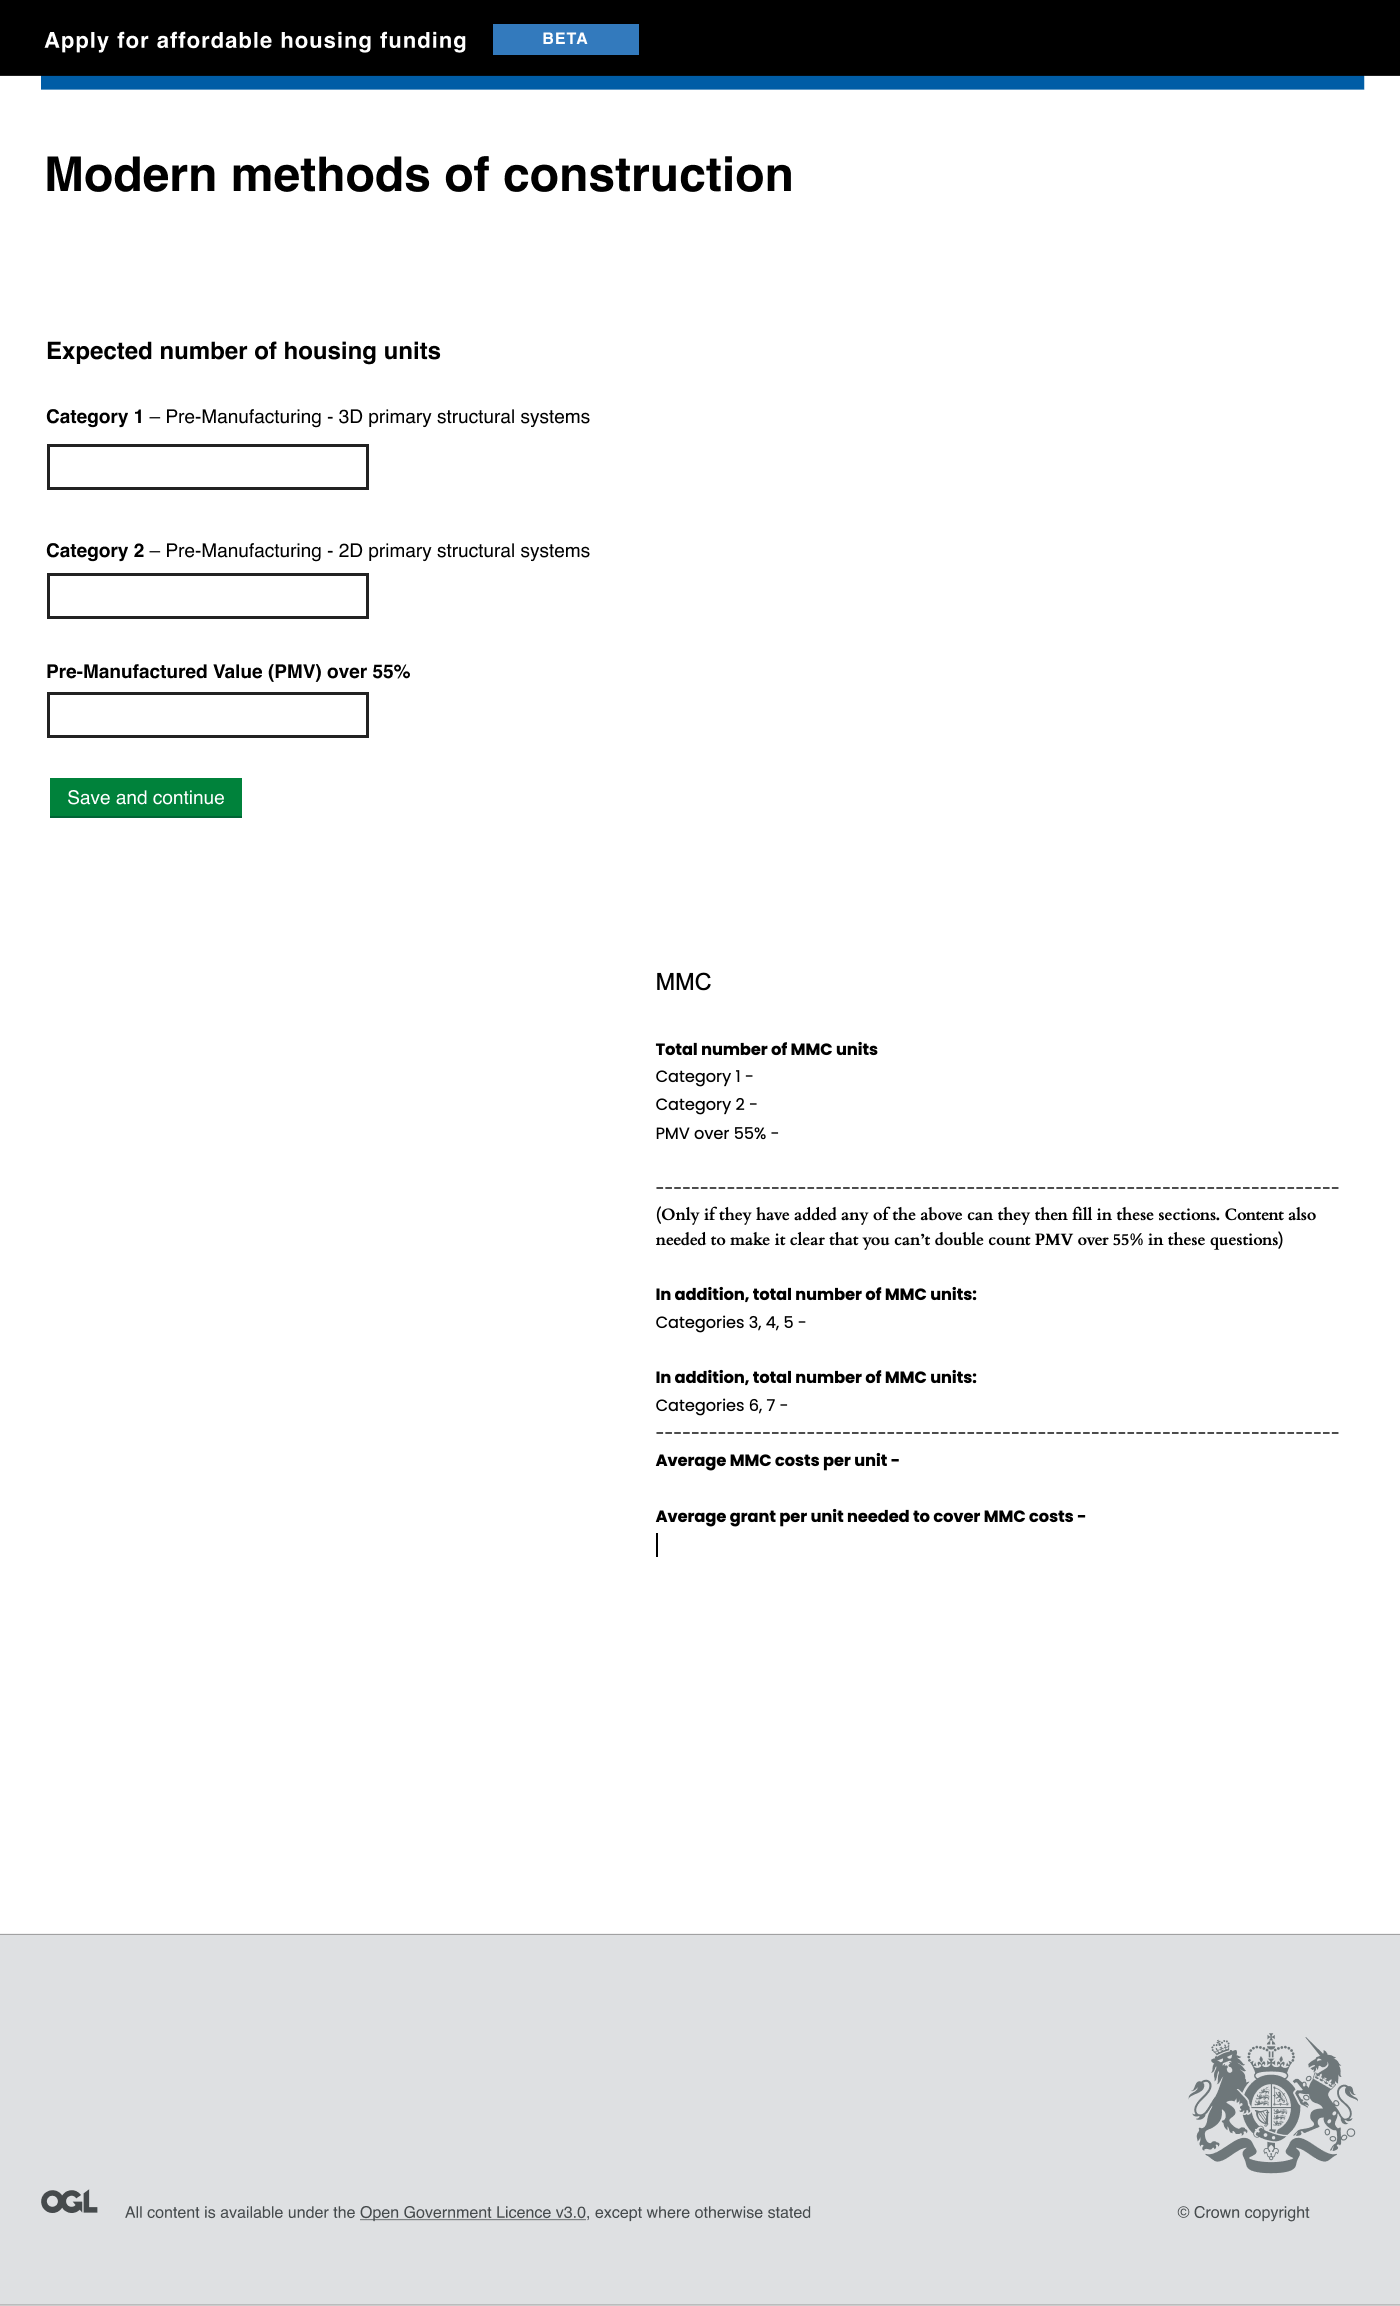 Apply for affordable housing funding BETA
Modern methods of construction
Expected number of housing units
Category 1 – Pre-Manufacturing - 3D primary structural systems
Category 2 – Pre-Manufacturing - 2D primary structural systems
Pre-Manufactured Value (PMV) over 55%
Save and continue
MMC
Total number of MMC units
Category 1 -
Category 2 -
PMV over 55% -
------------------------------------------------------------------------------
(Only if they have added any of the above can they then fill in these sections. Content also
needed to make it clear that you can’t double count PMV over 55% in these questions)
In addition, total number of MMC units:
Categories 3, 4, 5 -
In addition, total number of MMC units:
Categories 6, 7 -
------------------------------------------------------------------------------
Average MMC costs per unit -
Average grant per unit needed to cover MMC costs -
OGL All content is available under the Open Government Licence v3.0, except where otherwise stated © Crown copyright